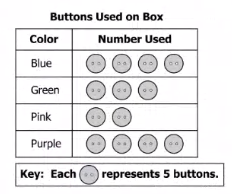 Buttons Used on Box
Color Number Used
Blue
Green
Pink
Purple
Key: Each represents 5 buttons.